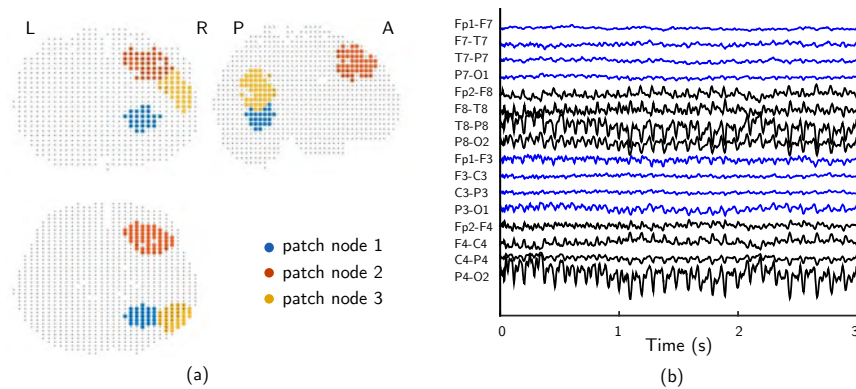 L
R
P
A
patch node 1
patch node 2
patch node 3
(a)
Fp1-F7
F7-T7
T7-P7
P7-O1
Fp2-F8
F8-T8
T8-P8
P8-O2
Fp1-F3
F3-C3
C3-P3
P3-O1
Fp2-F4
F4-C4
C4-P4
P4-O2
0
1
2
3
Time (s)
(b)